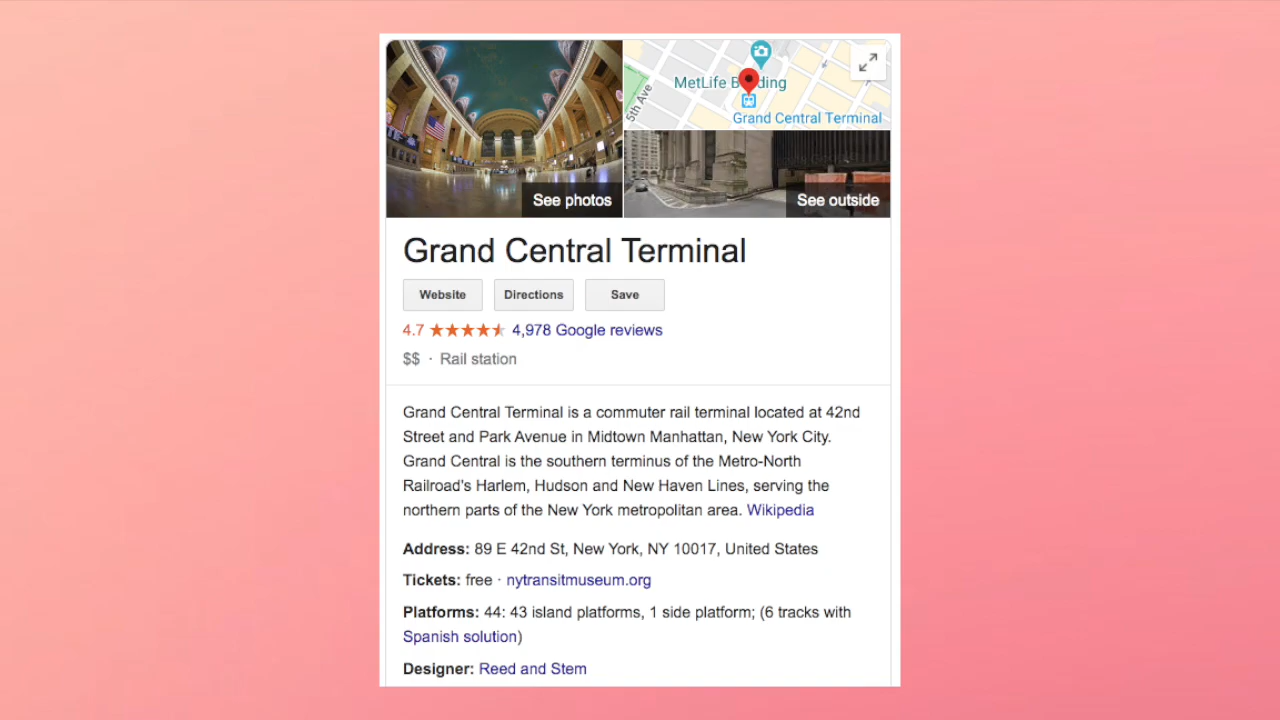 MetLife B ding
5th Ave
Grand Central Terminal
See photos
See outside
Grand Central Terminal
Website
Directions
Save
4.7 ★★★★★ 4,978 Google reviews
$$ · Rail station
Grand Central Terminal is a commuter rail terminal located at 42nd
Street and Park Avenue in Midtown Manhattan, New York City.
Grand Central is the southern terminus of the Metro-North
Railroad's Harlem, Hudson and New Haven Lines, serving the
northern parts of the New York metropolitan area. Wikipedia
Address: 89 E 42nd St, New York, NY 10017, United States
Tickets: free · nytransitmuseum.org
Platforms: 44: 43 island platforms, 1 side platform; (6 tracks with
Spanish solution)
Designer: Reed and Stem